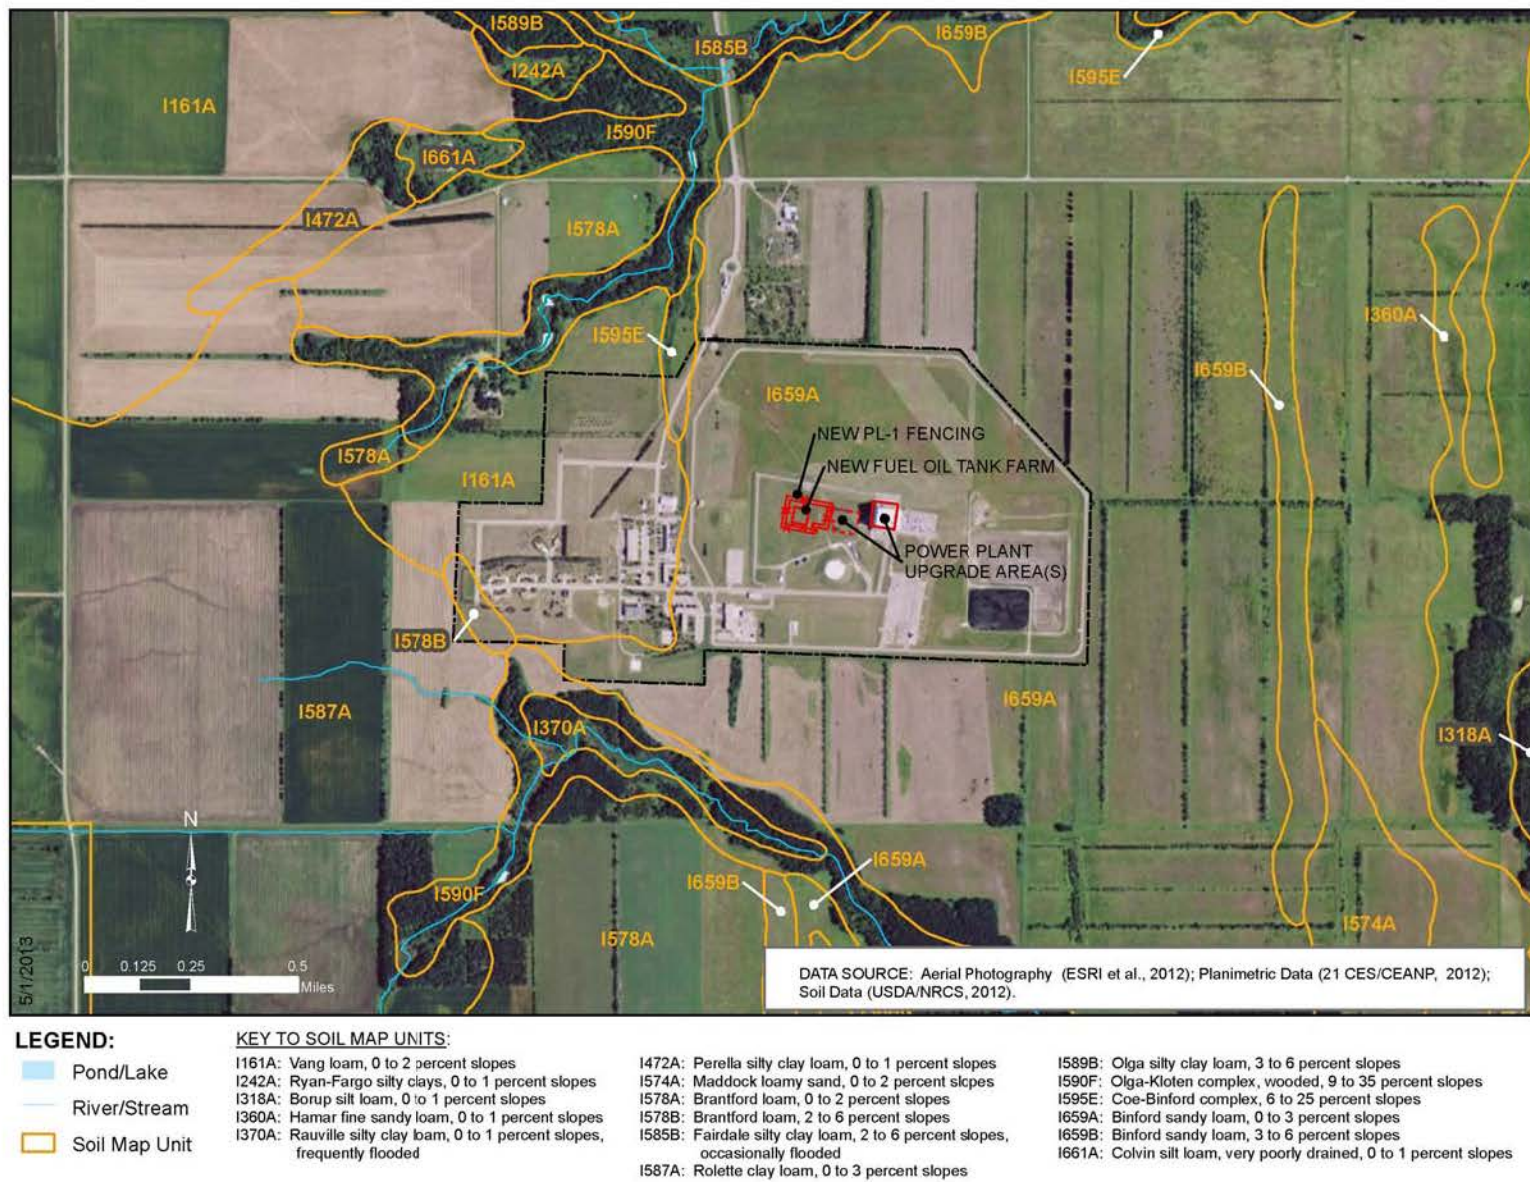 I589B
I585B
I659B
I242A
I595E
I161A
I590F
I661A
I472A
I578A
I595E
I360A
I659B
I659A
NEW PL-1 FENCING
NEW FUEL OIL TANK FARM
I578A
I161A
POWER PLANT
UPGRADE AREA(S)
I578B
I587A
I370A
I659A
I318A
N
I659A
I659B
I590F
I578A
I574A
5/1/2013
0 0.125 0.25 0.5
Miles
DATA SOURCE: Aerial Photography (ESRI et al., 2012); Planimetric Data (21 CES/CEANP, 2012);
Soil Data (USDA/NRCS, 2012).
LEGEND:
Pond/Lake
River/Stream
Soil Map Unit
KEY TO SOIL MAP UNITS:
I161A: Vang loam, 0 to 2 percent slopes
I242A: Ryan-Fargo silty clays, 0 to 1 percent slopes
I318A: Borup silt loam, 0 to 1 percent slopes
I360A: Hamar fine sandy loam, 0 to 1 percent slopes
I370A: Rauville silty clay loam, 0 to 1 percent slopes,
frequently flooded
I472A: Perella silty clay loam, 0 to 1 percent slopes
I574A: Maddock loamy sand, 0 to 2 percent slopes
I578A: Brantford loam, 0 to 2 percent slopes
I578B: Brantford loam, 2 to 6 percent slopes
I585B: Fairdale silty clay loam, 2 to 6 percent slopes,
occasionally flooded
I587A: Rolette clay loam, 0 to 3 percent slopes
I589B: Olga silty clay loam, 3 to 6 percent slopes
I590F: Olga-Kloten complex, wooded, 9 to 35 percent slopes
I595E: Coe-Binford complex, 6 to 25 percent slopes
I659A: Binford sandy loam, 0 to 3 percent slopes
I659B: Binford sandy loam, 3 to 6 percent slopes
I661A: Colvin silt loam, very poorly drained, 0 to 1 percent slopes